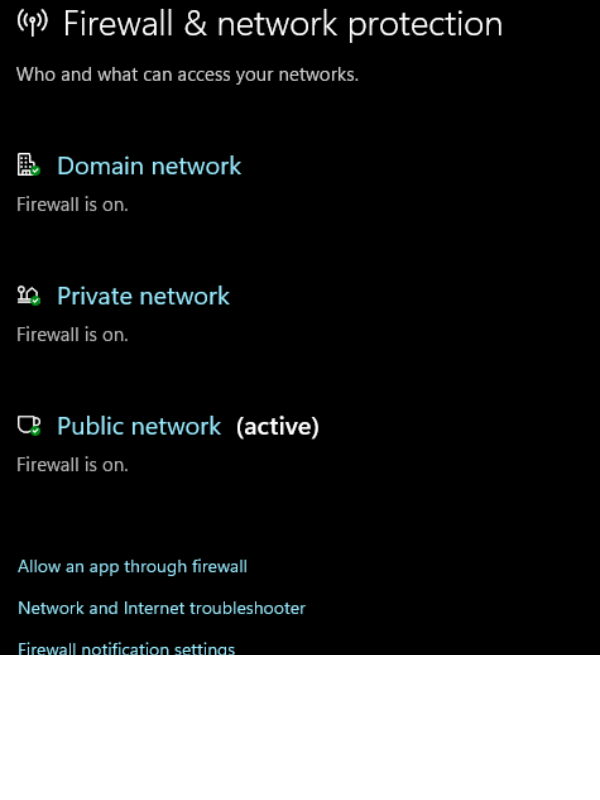 Firewall & network protection
Who and what can access your networks.
Domain network
Firewall is on.
Private network
Firewall is on.
Public network (active)
Firewall is on.
Allow an app through firewall
Network and Internet troubleshooter
Firewall notification settings